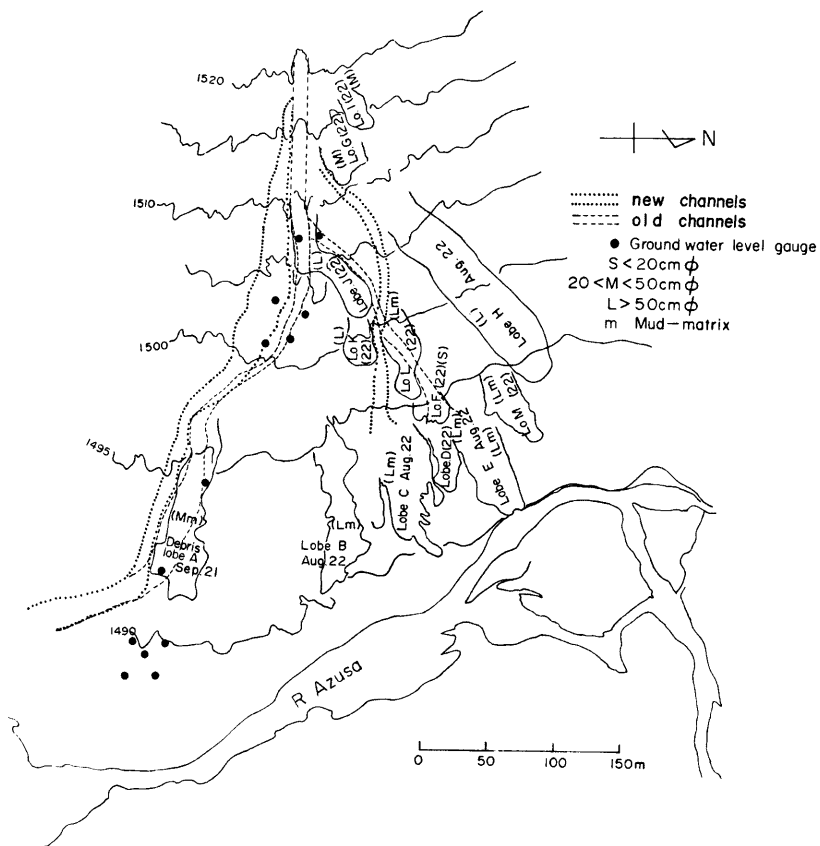 1520
Lo. I (22)
(M)
(M)
Lo G (22)
N
1510
new channels
old channels
Ground water level gauge
S < 20cm φ
20 < M < 50cm φ
L > 50cm φ
m Mud-matrix
(L)
Lobe J (22)
(Lm)
Lobe H
(L)
Aug. 22
1500
(L)
Lo K
(22)
Lo L
(22)
Lo F (22)(S)
Lo M (22)
(Lm)
1495
(Lm)
Lobe C Aug. 22
Lobe D (22)
(Lm)
Lobe E Aug. 22
(Lm)
(Mm)
Debris
lobe A
Sep. 21
(Lm)
Lobe B
Aug. 22
1490
R Azusa
0 50 100 150m